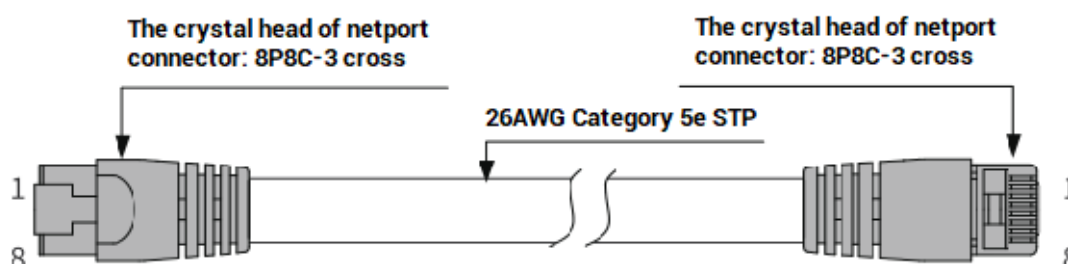 The crystal head of netport
connector: 8P8C-3 cross
The crystal head of netport
connector: 8P8C-3 cross
26AWG Category 5e STP
1
1
8
8